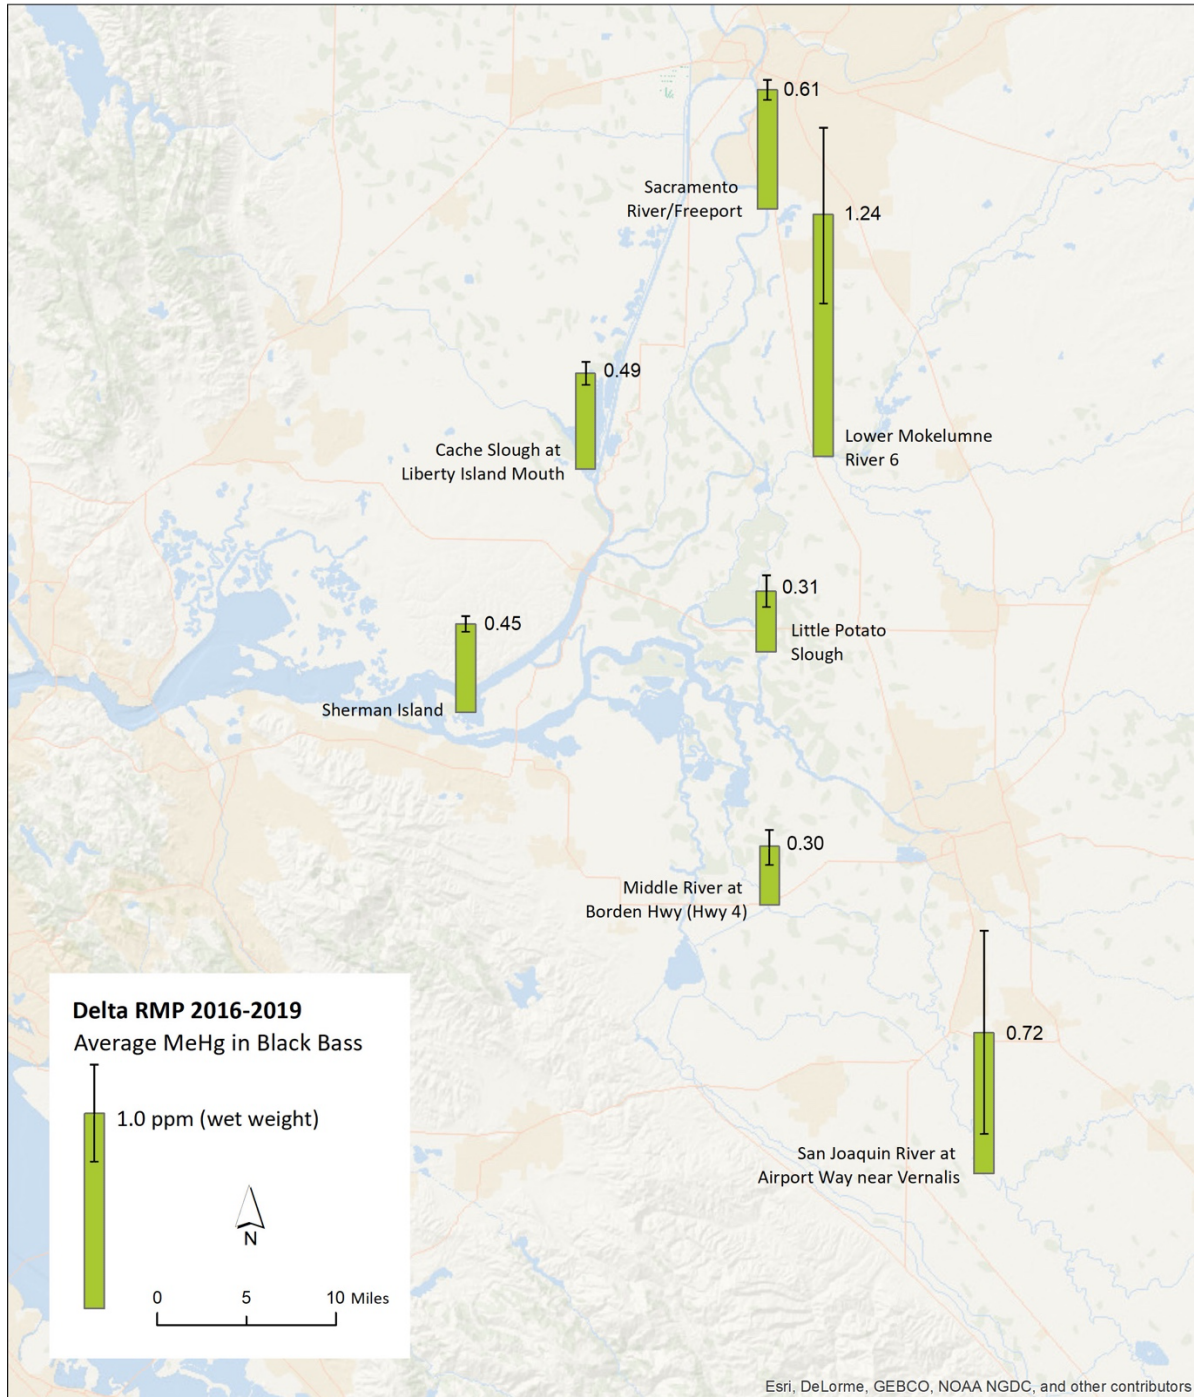 0.61
Sacramento
River/Freeport
1.24
0.49
Lower Mokelumne
River 6
Cache Slough at
Liberty Island Mouth
0.31
Little Potato
Slough
0.45
Sherman Island
0.30
Middle River at
Borden Hwy (Hwy 4)
0.72
San Joaquin River at
Airport Way near Vernalis
Delta RMP 2016-2019
Average MeHg in Black Bass
1.0 ppm (wet weight)
N
0 5 10 Miles
Esri, DeLorme, GEBCO, NOAA NGDC, and other contributors